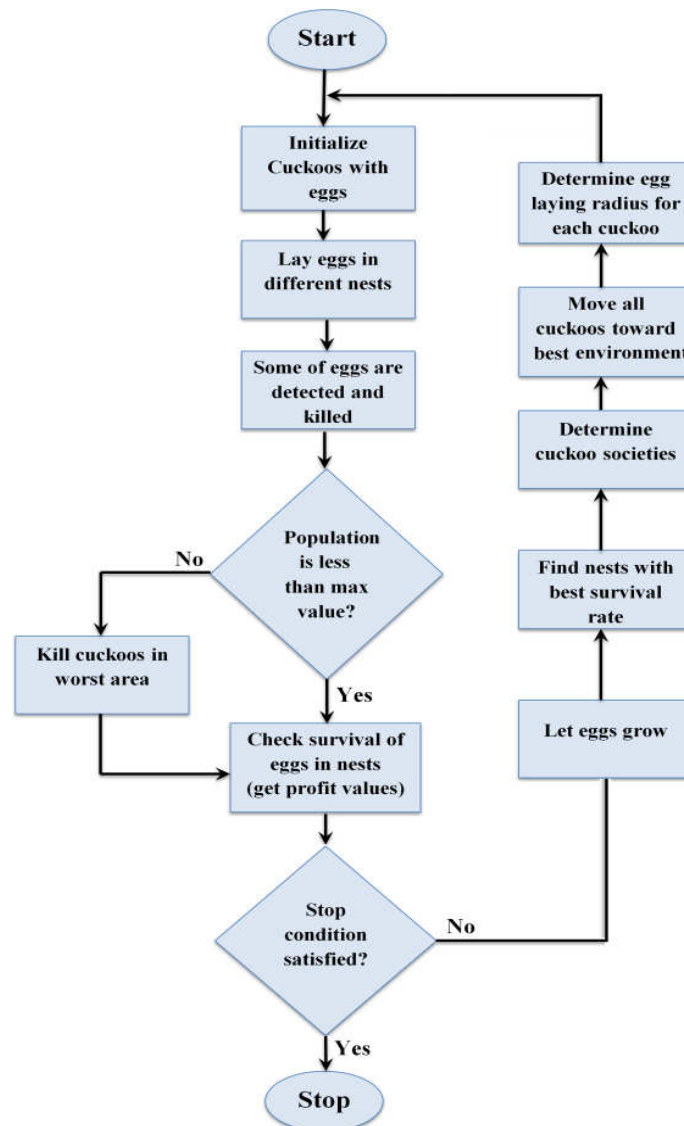 Start
Initialize
Cuckoos with
eggs
Lay eggs in
different nests
Some of eggs are
detected and
killed
Population
is less
than max
value?
No
Kill cuckoos in
worst area
Yes
Check survival of
eggs in nests
(get profit values)
Stop
condition
satisfied?
No
Yes
Stop
Let eggs grow
Find nests with
best survival
rate
Determine
cuckoo societies
Move all
cuckoos toward
best environment
Determine egg
laying radius for
each cuckoo